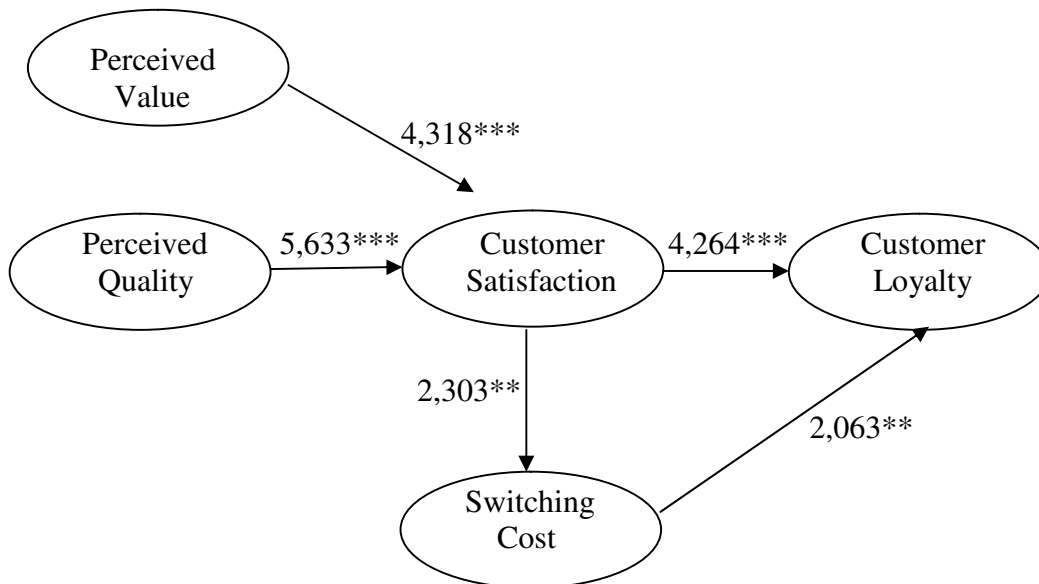 Perceived
Value
4,318***
Perceived
Quality
5,633***
Customer
Satisfaction
4,264***
Customer
Loyalty
2,303**
2,063**
Switching
Cost